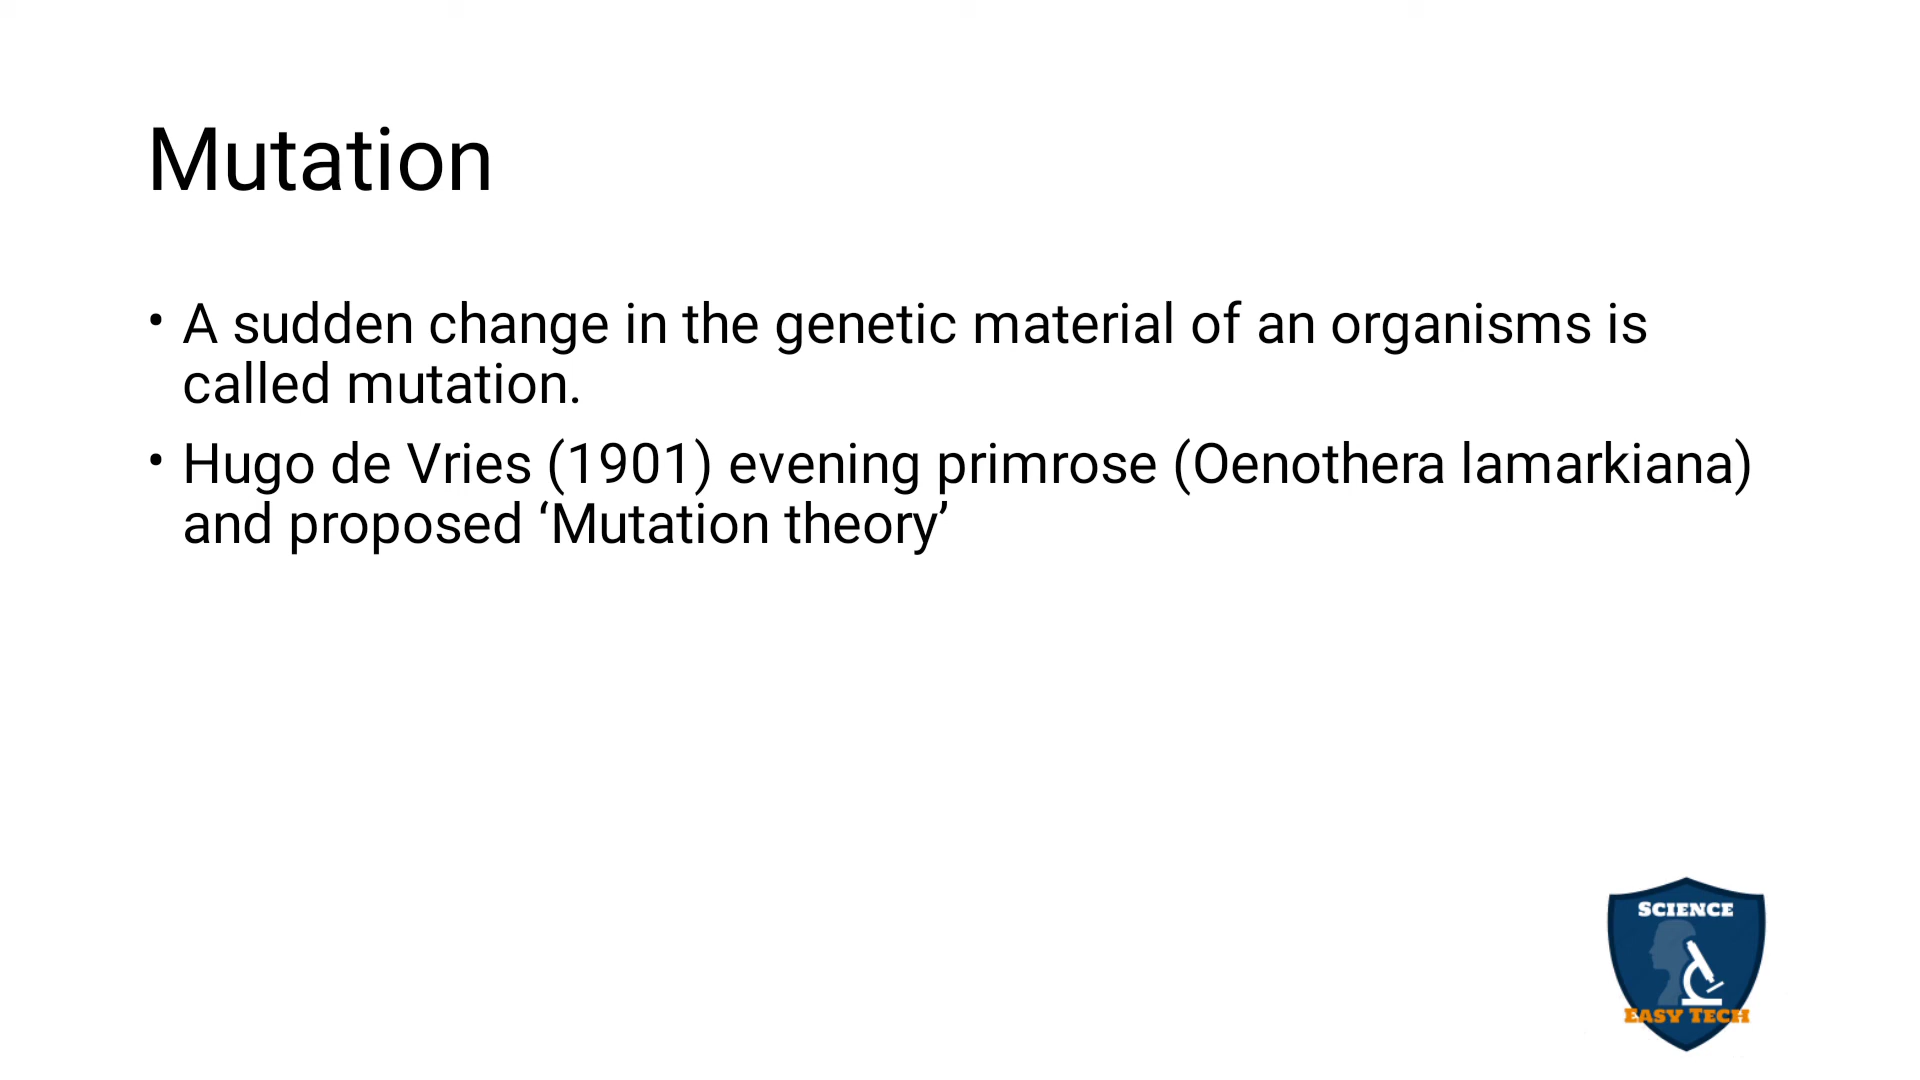 Mutation
• A sudden change in the genetic material of an organisms is
called mutation.
• Hugo de Vries (1901) evening primrose (Oenothera lamarkiana)
and proposed ‘Mutation theory’
SCIENCE
EASY TECH